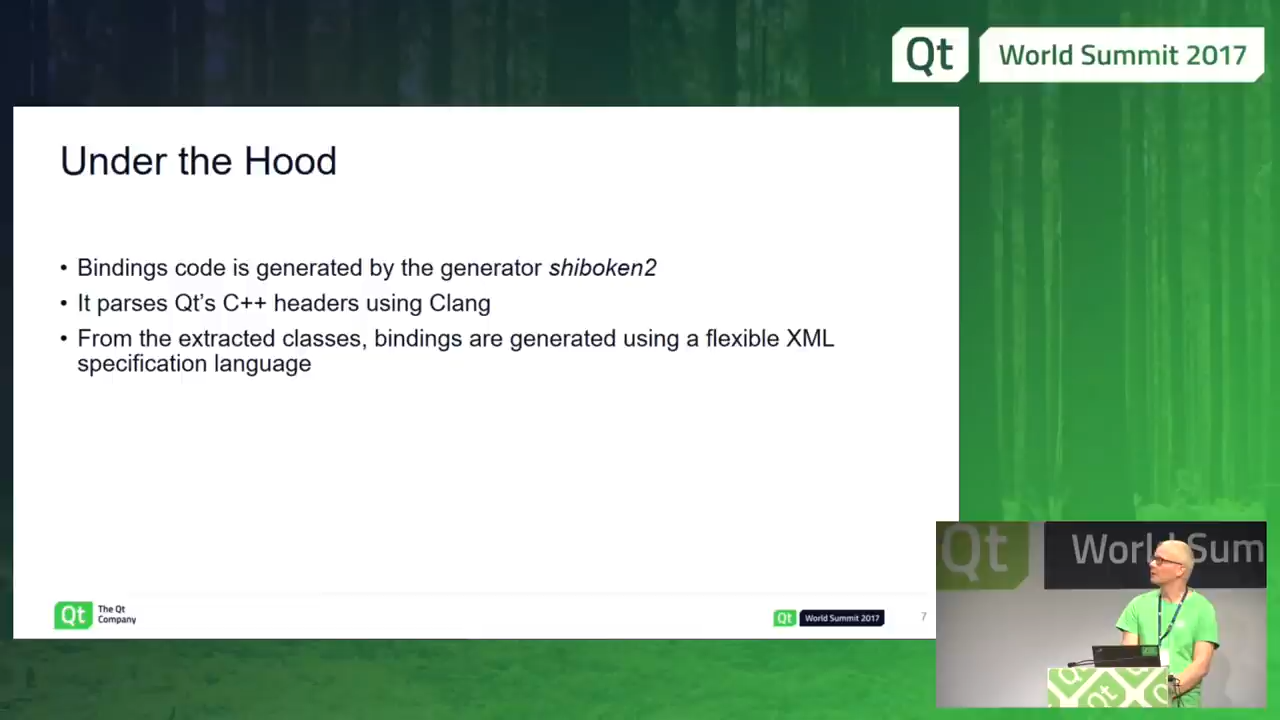 Qt World Summit 2017
Under the Hood
• Bindings code is generated by the generator shiboken2
• It parses Qt's C++ headers using Clang
• From the extracted classes, bindings are generated using a flexible XML
specification language
Qt The Qt
Company
Qt World Summit 2017
7
Qt World Sum
Qt